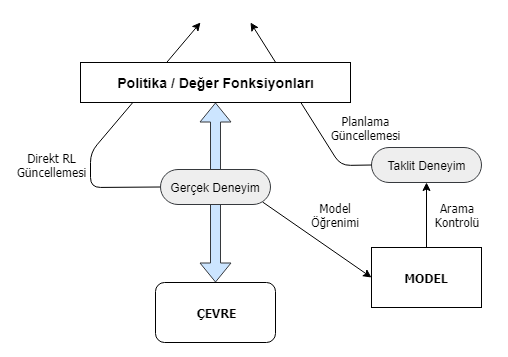 Politika / Değer Fonksiyonları
Planlama
Güncellemesi
Direkt RL
Güncellemesi
Taklit Deneyim
Gerçek Deneyim
Model
Öğrenimi
Arama
Kontrolü
MODEL
ÇEVRE